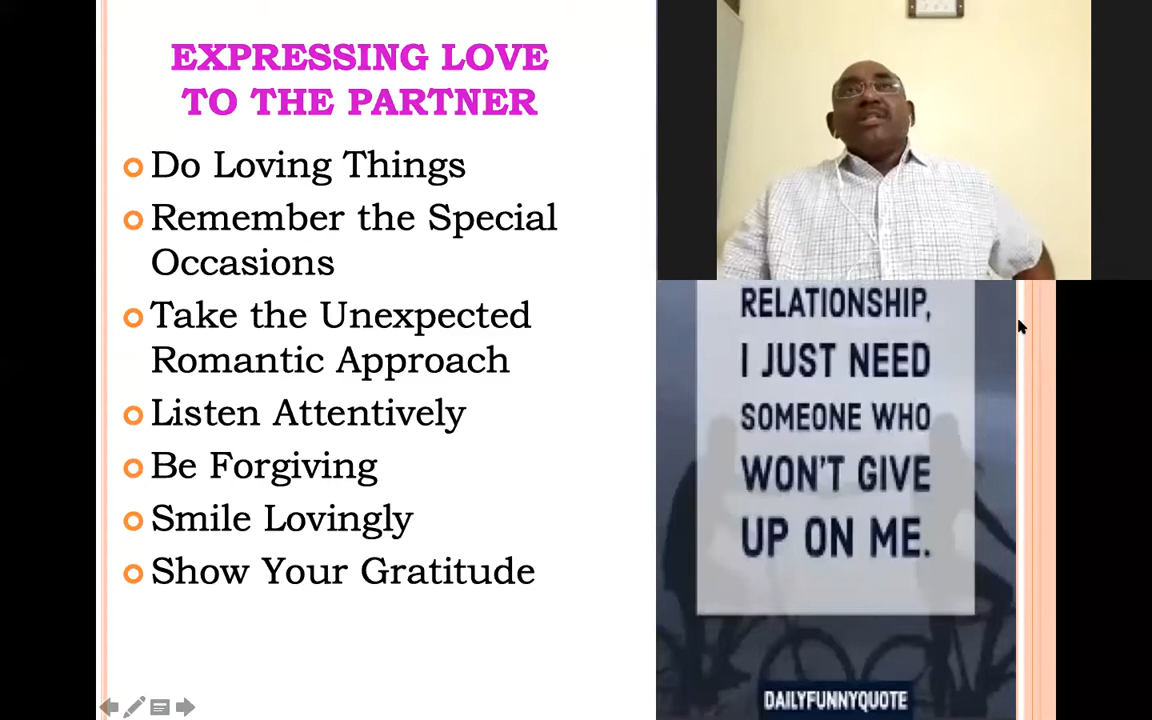 EXPRESSING LOVE
TO THE PARTNER
Do Loving Things
Remember the Special
Occasions
Take the Unexpected
Romantic Approach
Listen Attentively
Be Forgiving
Smile Lovingly
Show Your Gratitude
RELATIONSHIP,
I JUST NEED
SOMEONE WHO
WON'T GIVE
UP ON ME.
DAILYFUNNYQUOTE